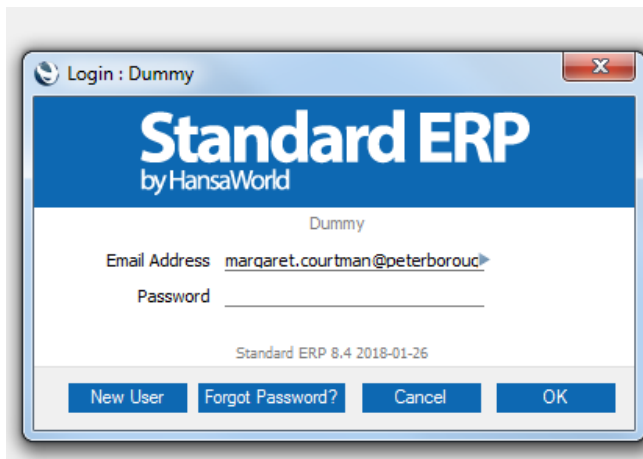 Login : Dummy
Standard ERP
by HansaWorld
Dummy
Email Address margaret.courtman@peterborouc
Password
Standard ERP 8.4 2018-01-26
New User Forgot Password? Cancel OK